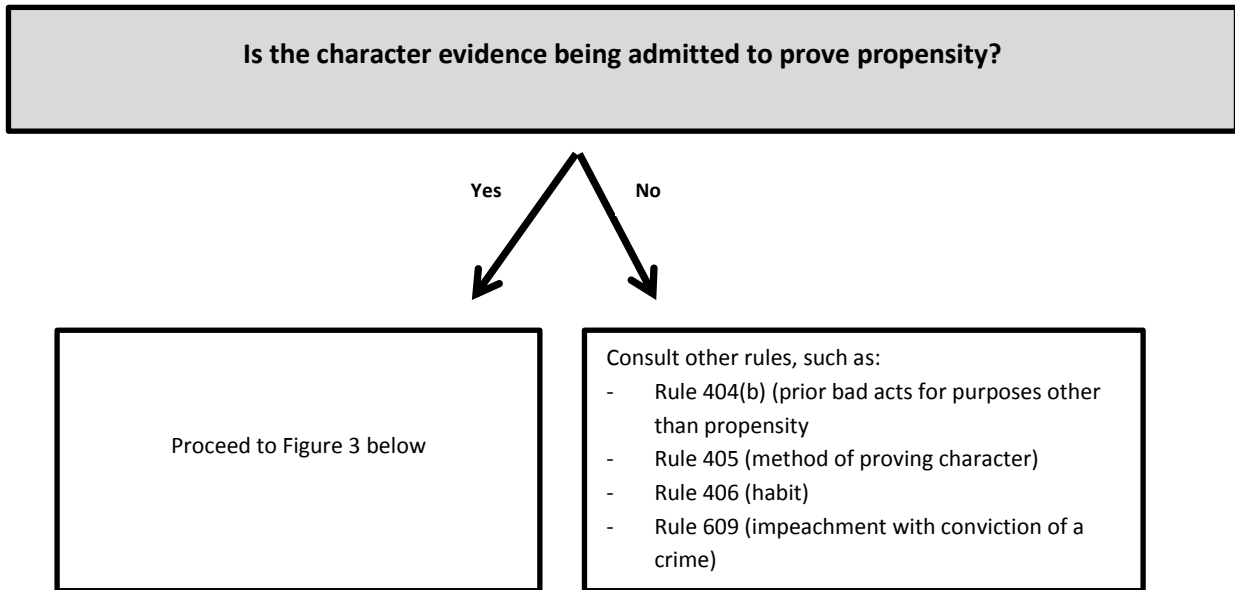 Is the character evidence being admitted to prove propensity?
Yes
No
Proceed to Figure 3 below
Consult other rules, such as:
- Rule 404(b) (prior bad acts for purposes other
than propensity
- Rule 405 (method of proving character)
- Rule 406 (habit)
- Rule 609 (impeachment with conviction of a
crime)